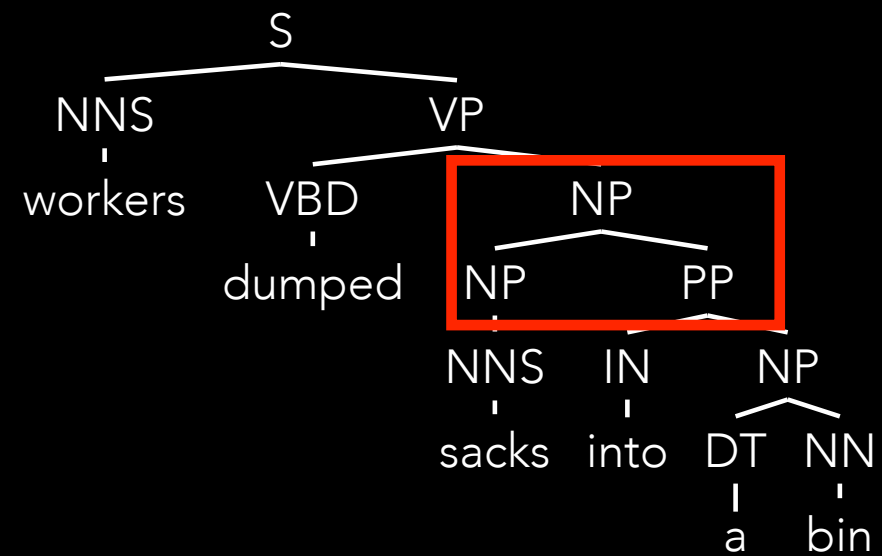 S
NNS VP
workers VBD NP
dumped NP PP
NNS IN NP
sacks into DT NN
a bin